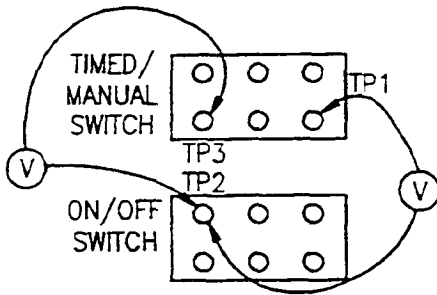 TIMED/
MANUAL
SWITCH
TP1
TP3
TP2
V
V
ON/OFF
SWITCH